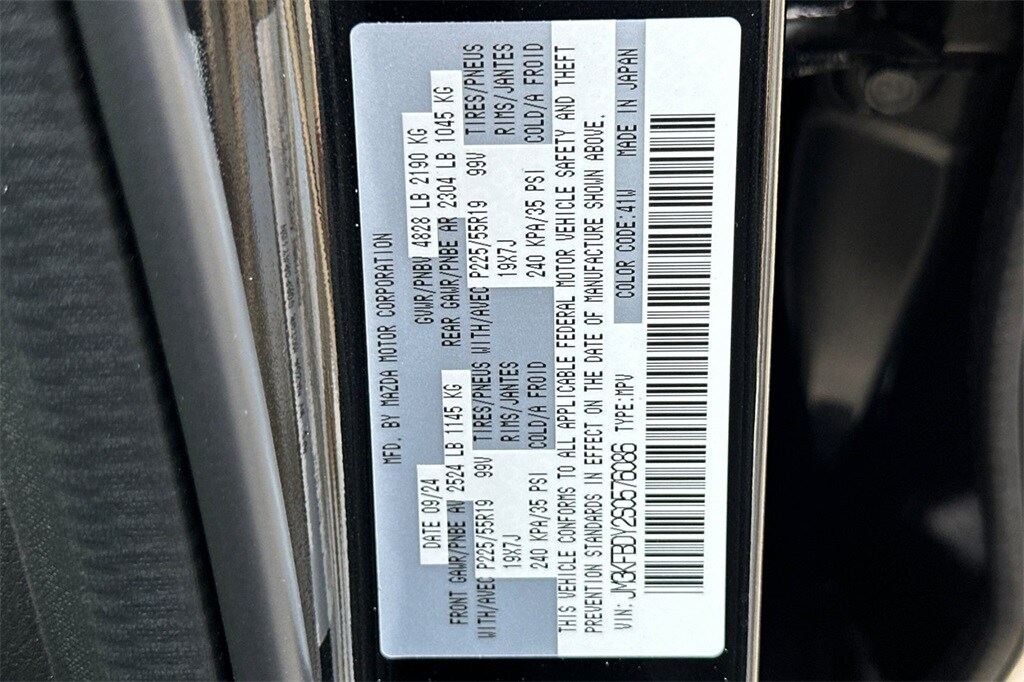 MFD. BY MAZDA MOTOR CORPORATION
DATE 09/24 GVWR/PNBV 4828 LB 2190 KG
FRONT GAWR/PNBE AV 2524 LB 1145 KG REAR GAWR/PNBE AR 2304 LB 1045 KG
WITH/AVEC P225/55R19 99V TIRES/PNEUS WITH/AVEC P225/55R19 99V TIRES/PNEUS
19X7J RIMS/JANTES 19X7J RIMS/JANTES
240 KPA/35 PSI COLD/A FROID 240 KPA/35 PSI COLD/A FROID
THIS VEHICLE CONFORMS TO ALL APPLICABLE FEDERAL MOTOR VEHICLE SAFETY AND THEFT
PREVENTION STANDARDS IN EFFECT ON THE DATE OF MANUFACTURE SHOWN ABOVE.
VIN: JM3KFBDY2S0576086 TYPE:MPV COLOR CODE:41W MADE IN JAPAN